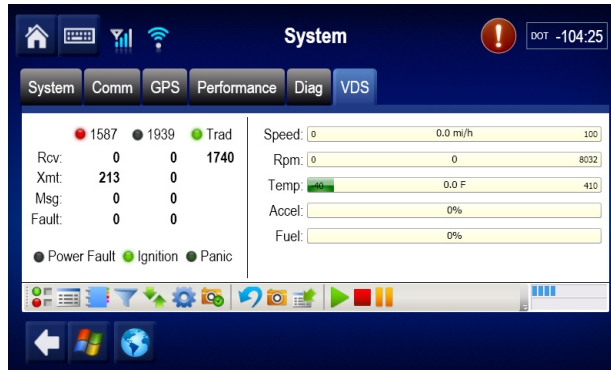 System
DOT -104:25
System Comm GPS Performance Diag VDS
1587 1939 Trad
Rcv: 0 0 1740
Xmt: 213 0
Msg: 0 0
Fault: 0 0
Power Fault Ignition Panic
Speed: 0 0.0 mi/h 100
Rpm: 0 0 8032
Temp: -40 0.0 F 410
Accel: 0%
Fuel: 0%